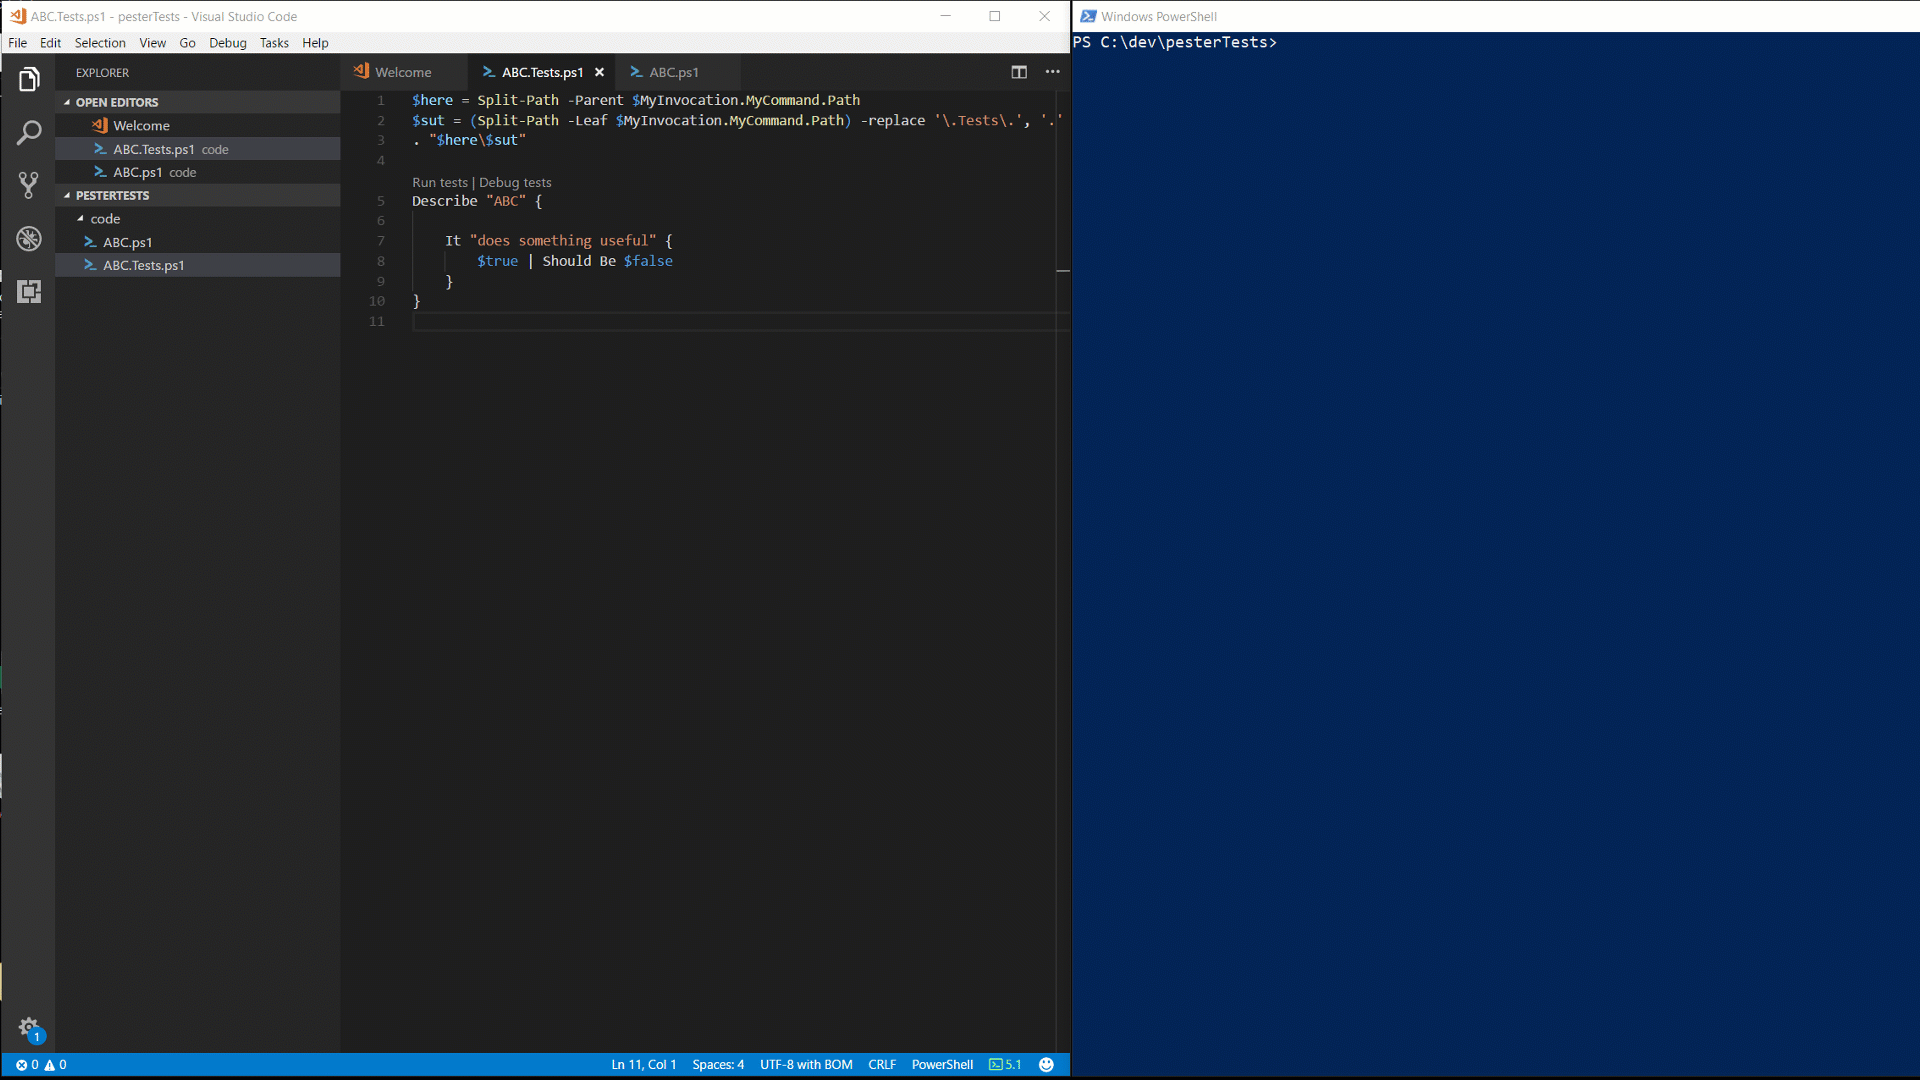 ABC.Tests.ps1 - pesterTests - Visual Studio Code
File Edit Selection View Go Debug Tasks Help
EXPLORER
OPEN EDITORS
Welcome
ABC.Tests.ps1 code
ABC.ps1 code
PESTERTESTS
code
ABC.ps1
ABC.Tests.ps1
1
Welcome ABC.Tests.ps1 ABC.ps1
1 $here = Split-Path -Parent $MyInvocation.MyCommand.Path
2 $sut = (Split-Path -Leaf $MyInvocation.MyCommand.Path) -replace '\.Tests\.', '.'
3 . "$here\$sut"
4
Run tests | Debug tests
5 Describe "ABC" {
6
7 It "does something useful" {
8 $true | Should Be $false
9 }
10 }
11
0 0 Ln 11, Col 1 Spaces: 4 UTF-8 with BOM CRLF PowerShell 5.1
Windows PowerShell
PS C:\dev\pesterTests>